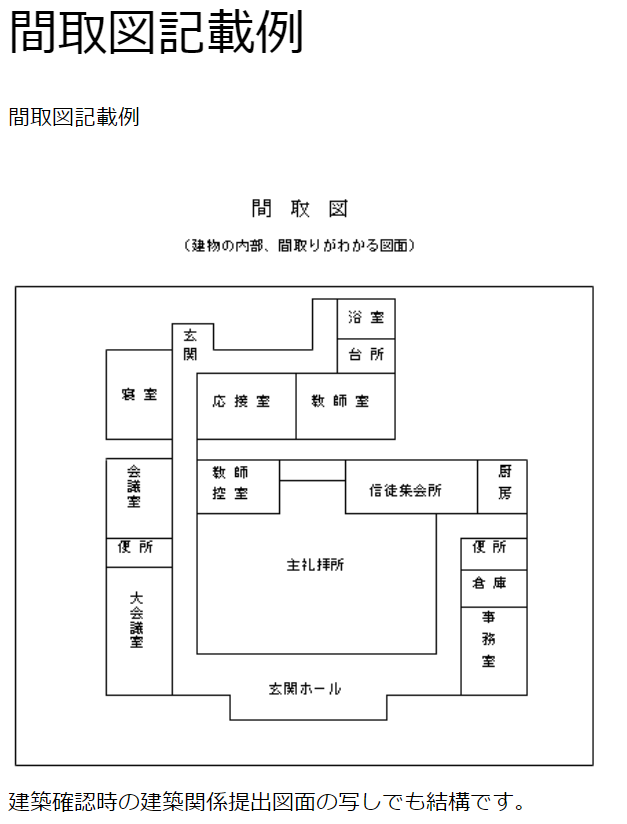 間取図記載例
間取図記載例
間 取 図
（建物の内部、間取りがわかる図面）
浴 室
玄関
台 所
寝 室
応 接 室
教 師 室
会議室
教 師
控 室
信徒集会所
厨房
便 所
便 所
主礼拝所
倉 庫
大会議室
事務室
玄関ホール
建築確認時の建築関係提出図面の写しでも結構です。